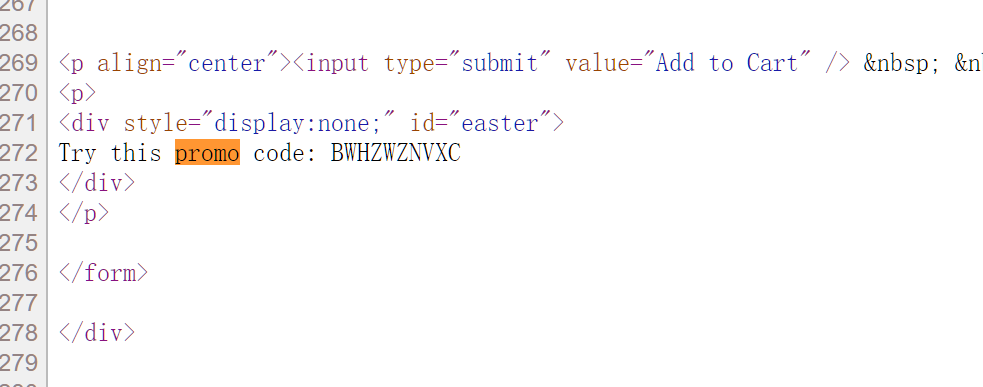 267
268
269 <p align="center"><input type="submit" value="Add to Cart" /> &nbsp;
270 <p>
271 <div style="display:none;" id="easter">
272 Try this promo code: BWHZWZNVXC
273 </div>
274 </p>
275
276 </form>
277
278 </div>
279